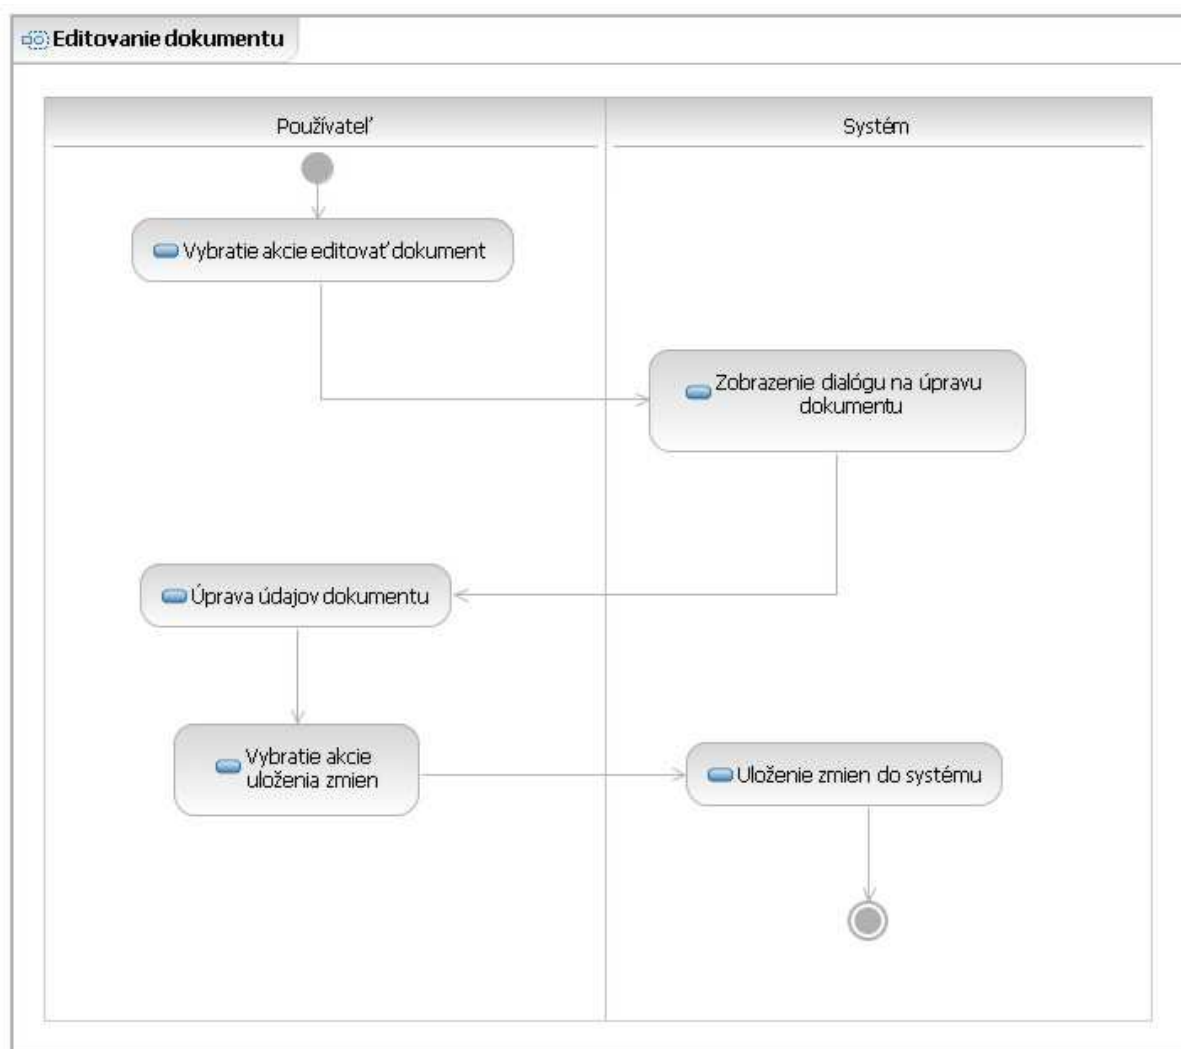 Editovanie dokumentu
Používateľ
Systém
Vybratie akcie editovať dokument
Zobrazenie dialógu na úpravu
dokumentu
Úprava údajov dokumentu
Vybratie akcie
uloženia zmien
Uloženie zmien do systému